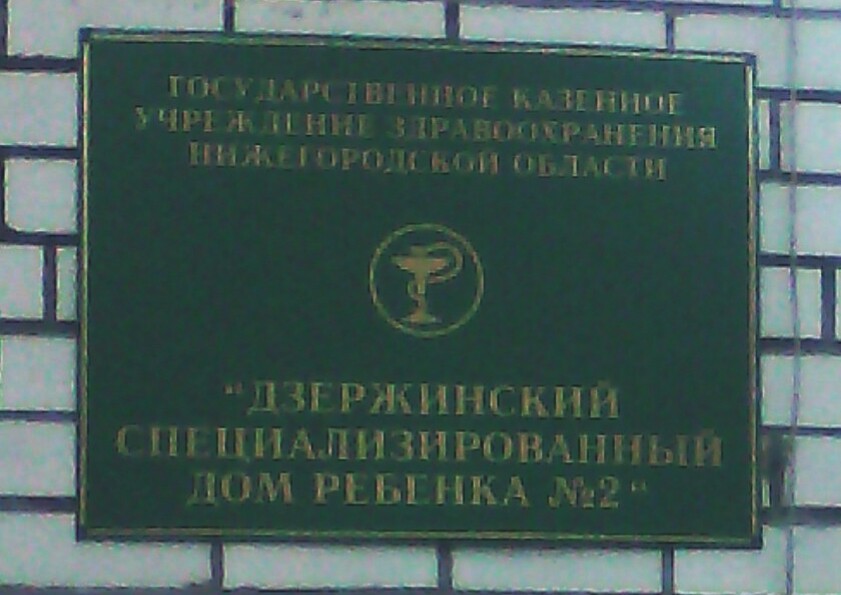 ГОСУДАРСТВЕННОЕ КАЗЕННОЕ
УЧРЕЖДЕНИЕ ЗДРАВООХРАНЕНИЯ
НИЖЕГОРОДСКОЙ ОБЛАСТИ
"ДЗЕРЖИНСКИЙ
СПЕЦИАЛИЗИРОВАННЫЙ
ДОМ РЕБЕНКА №2"